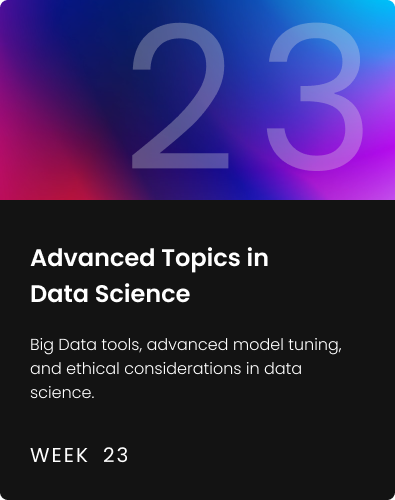 23
Advanced Topics in
Data Science
Big Data tools, advanced model tuning,
and ethical considerations in data
science.
WEEK 23